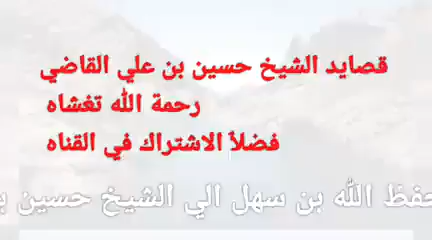 قصايد الشيخ حسين بن علي القاضي
رحمة الله تغشاه
فضلاً الاشتراك في القناه
حفظ الله بن سهل الي الشيخ حسين